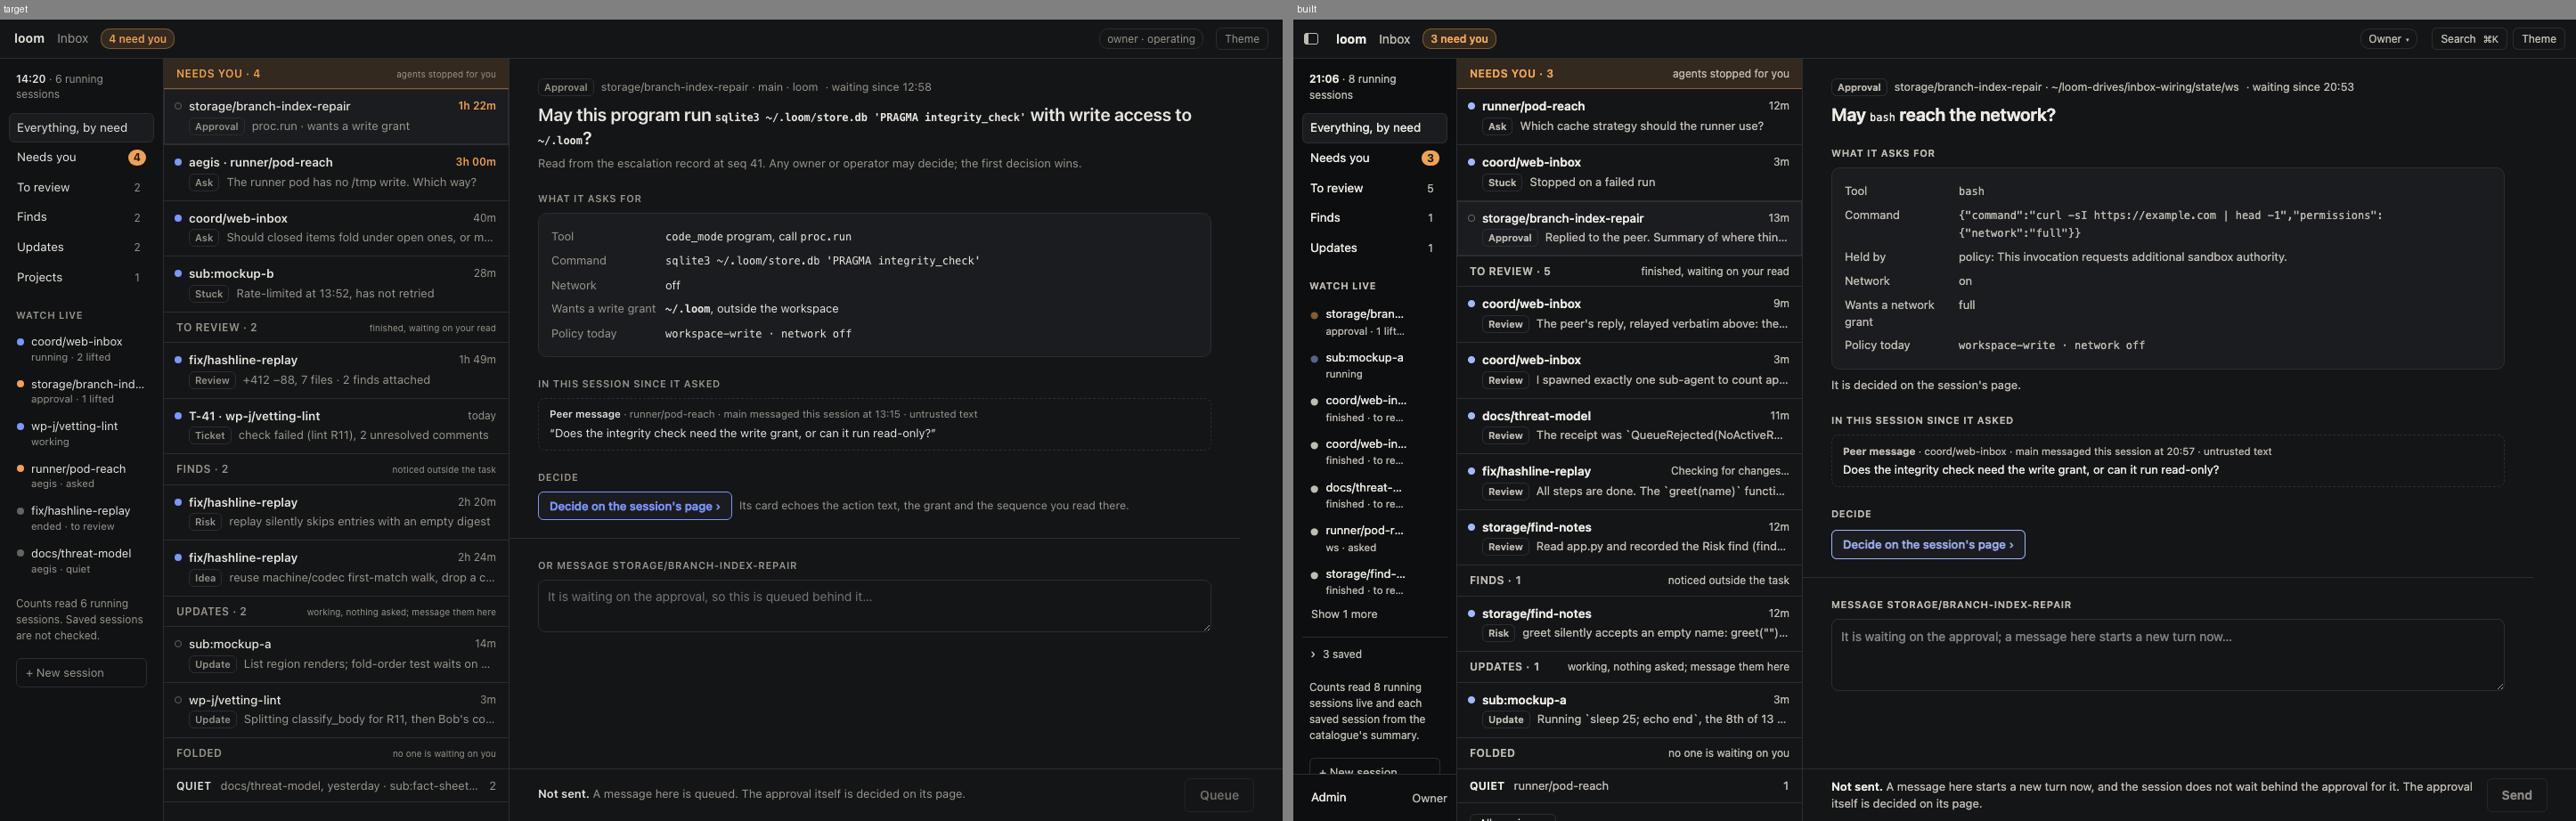 target
loom Inbox 4 need you
owner · operating Theme
14:20 · 6 running
sessions
Everything, by need
Needs you 4
To review 2
Finds 2
Updates 2
Projects 1
WATCH LIVE
coord/web-inbox
running · 2 lifted
storage/branch-ind...
approval · 1 lifted
wp-j/vetting-lint
working
runner/pod-reach
aegis · asked
fix/hashline-replay
ended · to review
docs/threat-model
aegis · quiet
Counts read 6 running
sessions. Saved sessions
are not checked.
+ New session
NEEDS YOU · 4 agents stopped for you
storage/branch-index-repair 1h 22m
Approval proc.run · wants a write grant
aegis · runner/pod-reach 3h 00m
Ask The runner pod has no /tmp write. Which way?
coord/web-inbox 40m
Ask Should closed items fold under open ones, or m...
sub:mockup-b 28m
Stuck Rate-limited at 13:52, has not retried
TO REVIEW · 2 finished, waiting on your read
fix/hashline-replay 1h 49m
Review +412 −88, 7 files · 2 finds attached
T-41 · wp-j/vetting-lint today
Ticket check failed (lint R11), 2 unresolved comments
FINDS · 2 noticed outside the task
fix/hashline-replay 2h 20m
Risk replay silently skips entries with an empty digest
fix/hashline-replay 2h 24m
Idea reuse machine/codec first-match walk, drop a c...
UPDATES · 2 working, nothing asked; message them here
sub:mockup-a 14m
Update List region renders; fold-order test waits on ...
wp-j/vetting-lint 3m
Update Splitting classify_body for R11, then Bob's co...
FOLDED no one is waiting on you
QUIET docs/threat-model, yesterday · sub:fact-sheet... 2
Approval storage/branch-index-repair · main · loom · waiting since 12:58
May this program run sqlite3 ~/.loom/store.db 'PRAGMA integrity_check' with write access to
~/.loom?
Read from the escalation record at seq 41. Any owner or operator may decide; the first decision wins.
WHAT IT ASKS FOR
Tool code_mode program, call proc.run
Command sqlite3 ~/.loom/store.db 'PRAGMA integrity_check'
Network off
Wants a write grant ~/.loom, outside the workspace
Policy today workspace-write · network off
IN THIS SESSION SINCE IT ASKED
Peer message · runner/pod-reach · main messaged this session at 13:15 · untrusted text
“Does the integrity check need the write grant, or can it run read-only?”
DECIDE
Decide on the session's page › Its card echoes the action text, the grant and the sequence you read there.
OR MESSAGE STORAGE/BRANCH-INDEX-REPAIR
It is waiting on the approval, so this is queued behind it...
Not sent. A message here is queued. The approval itself is decided on its page.
Queue
built
loom Inbox 3 need you
Owner Search ⌘K Theme
21:06 · 8 running
sessions
Everything, by need
Needs you 3
To review 5
Finds 1
Updates 1
WATCH LIVE
storage/bran...
approval · 1 lift...
sub:mockup-a
running
coord/web-in...
finished · to re...
coord/web-in...
finished · to re...
docs/threat-...
finished · to re...
runner/pod-r...
ws · asked
storage/find-...
finished · to re...
Show 1 more
› 3 saved
Counts read 8 running
sessions live and each
saved session from the
catalogue's summary.
+ New session
Admin Owner
NEEDS YOU · 3 agents stopped for you
runner/pod-reach 12m
Ask Which cache strategy should the runner use?
coord/web-inbox 3m
Stuck Stopped on a failed run
storage/branch-index-repair 13m
Approval Replied to the peer. Summary of where thin...
TO REVIEW · 5 finished, waiting on your read
coord/web-inbox 9m
Review The peer's reply, relayed verbatim above: the...
coord/web-inbox 3m
Review I spawned exactly one sub-agent to count ap...
docs/threat-model 11m
Review The receipt was `QueueRejected(NoActiveR...
fix/hashline-replay Checking for changes...
Review All steps are done. The `greet(name)` functi...
storage/find-notes 12m
Review Read app.py and recorded the Risk find (find...
FINDS · 1 noticed outside the task
storage/find-notes 12m
Risk greet silently accepts an empty name: greet("")...
UPDATES · 1 working, nothing asked; message them here
sub:mockup-a 3m
Update Running `sleep 25; echo end`, the 8th of 13 ...
FOLDED no one is waiting on you
QUIET runner/pod-reach 1
Approval storage/branch-index-repair · ~/loom-drives/inbox-wiring/state/ws · waiting since 20:53
May bash reach the network?
WHAT IT ASKS FOR
Tool bash
Command {"command":"curl -sI https://example.com | head -1","permissions":
{"network":"full"}}
Held by policy: This invocation requests additional sandbox authority.
Network on
Wants a network full
grant
Policy today workspace-write · network off
It is decided on the session's page.
IN THIS SESSION SINCE IT ASKED
Peer message · coord/web-inbox · main messaged this session at 20:57 · untrusted text
Does the integrity check need the write grant, or can it run read-only?
DECIDE
Decide on the session's page ›
MESSAGE STORAGE/BRANCH-INDEX-REPAIR
It is waiting on the approval; a message here starts a new turn now...
Not sent. A message here starts a new turn now, and the session does not wait behind the approval for it. The approval
itself is decided on its page.
Send